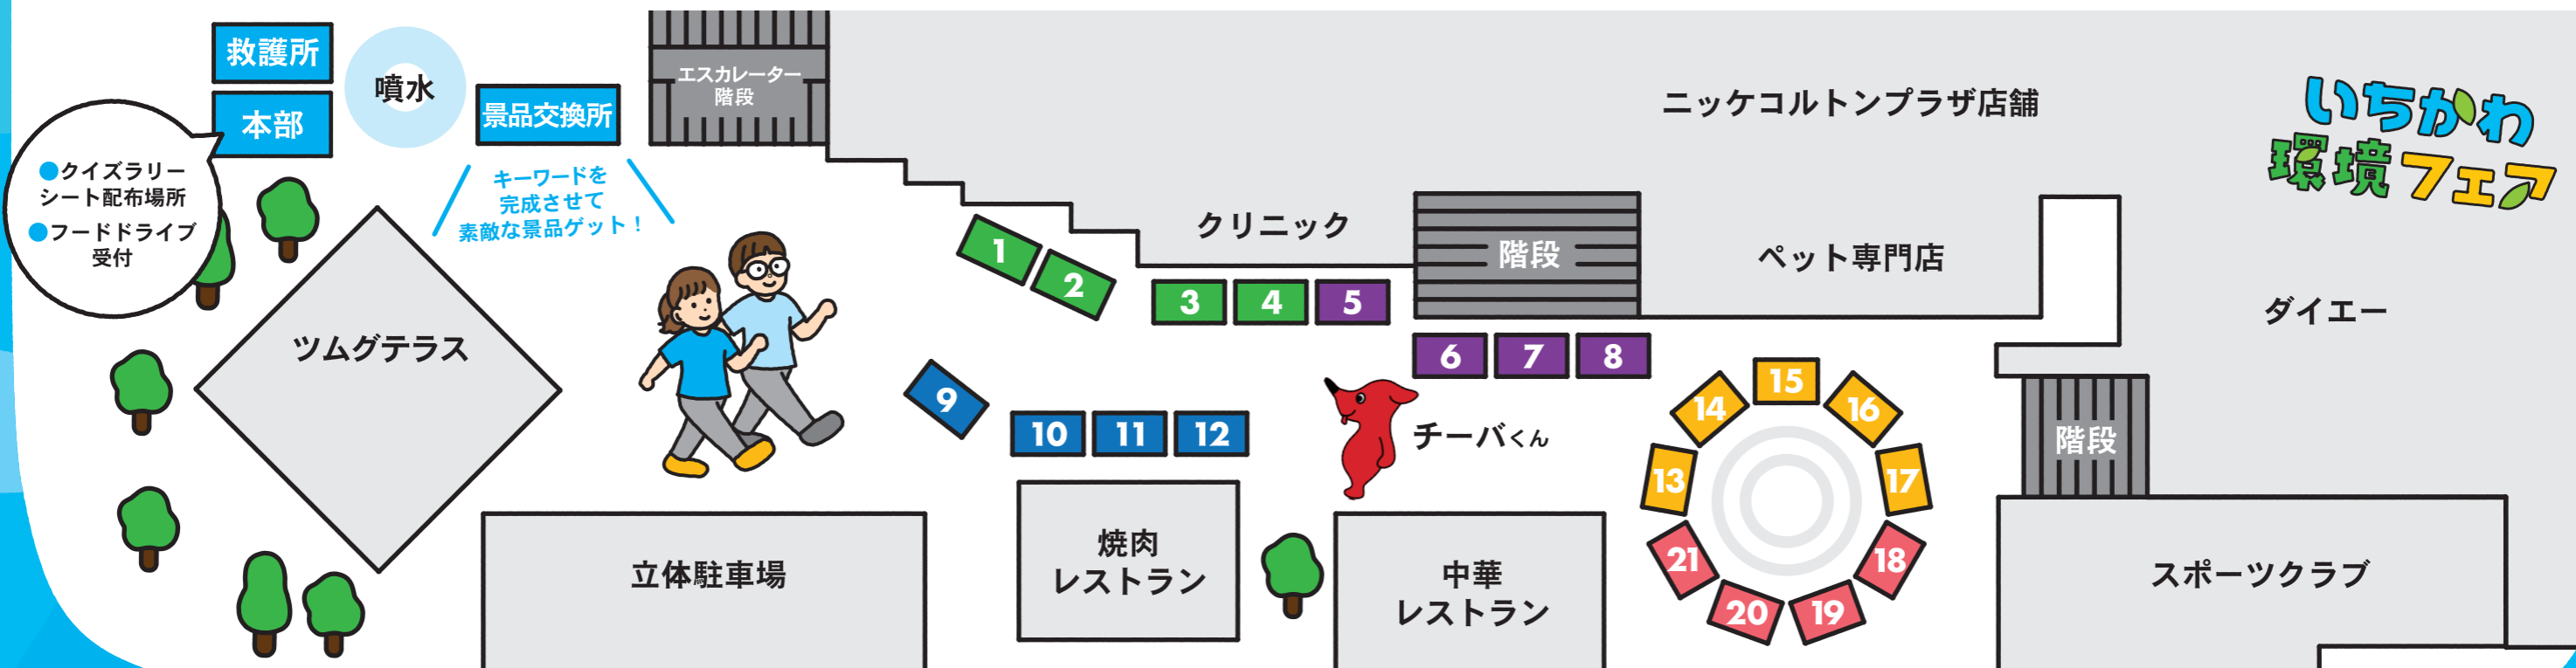 救護所
本部
噴水
景品交換所
エスカレーター
階段
●クイズラリー
シート配布場所
●フードドライブ
受付
キーワードを
完成させて
素敵な景品ゲット！
ニッケコルトンプラザ店舗
いちかわ
環境フェア
クリニック
階段
ペット専門店
ダイエー
ツムグテラス
1
2
3
4
5
6
7
8
9
10
11
12
チーバくん
13
14
15
16
17
18
19
20
21
階段
立体駐車場
焼肉
レストラン
中華
レストラン
スポーツクラブ